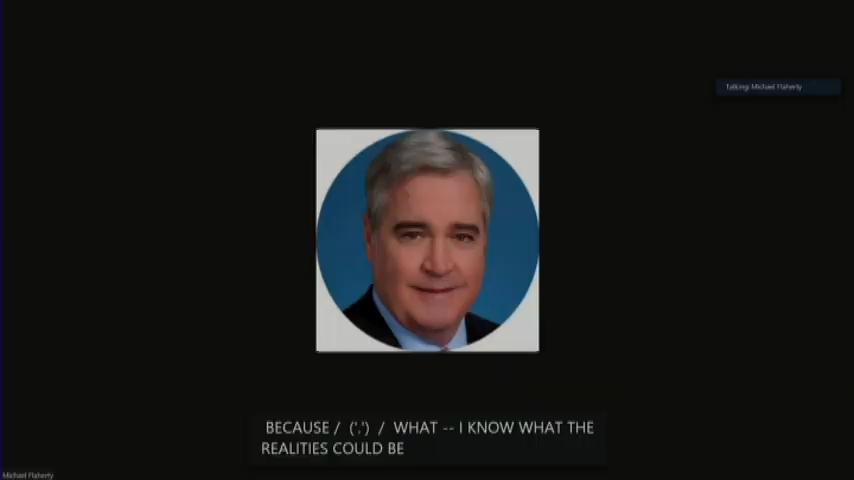 Talking: Michael Flaherty
BECAUSE / (',') / WHAT -- I KNOW WHAT THE
REALITIES COULD BE
Michael Flaherty